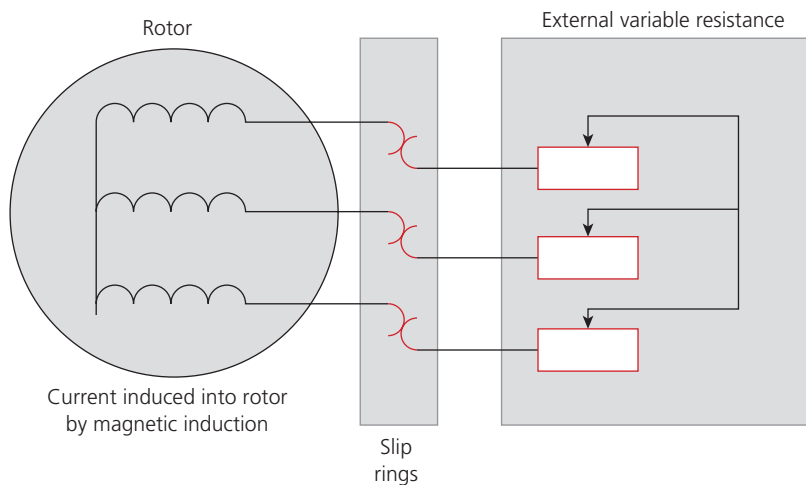 Rotor
External variable resistance
Current induced into rotor
by magnetic induction
Slip
rings